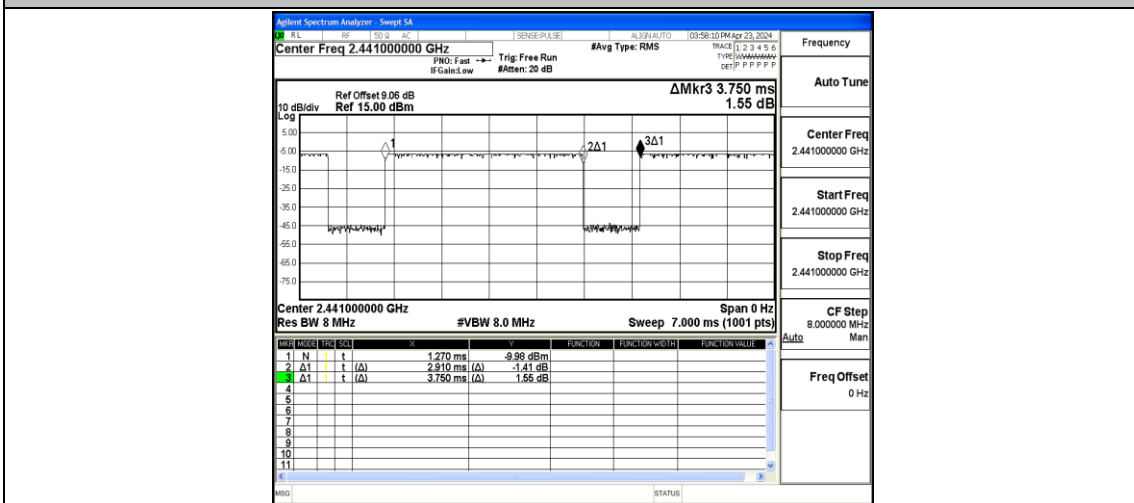 Agilent Spectrum Analyzer - Swept SA
RL RF 50 Ω AC SENSE:PULSE ALIGN AUTO 03:58:10 PM Apr 23, 2024
Center Freq 2.441000000 GHz
#Avg Type: RMS
TRACE 1 2 3 4 5 6
TYPE
DET P P P P P P
PNO: Fast
IFGain:Low
Trig: Free Run
#Atten: 20 dB
Frequency
Auto Tune
ΔMkr3 3.750 ms
1.55 dB
Ref Offset 9.06 dB
10 dB/div Ref 15.00 dBm
Log
5.00
-5.00
-15.0
-25.0
-35.0
-45.0
-55.0
-65.0
-75.0
1
2Δ1
3Δ1
Center Freq
2.441000000 GHz
Start Freq
2.441000000 GHz
Stop Freq
2.441000000 GHz
CF Step
8.000000 MHz
Auto Man
Freq Offset
0 Hz
Center 2.441000000 GHz Span 0 Hz
Res BW 8 MHz #VBW 8.0 MHz Sweep 7.000 ms (1001 pts)
MKR MODE TRC SCL X Y FUNCTION FUNCTION WIDTH FUNCTION VALUE
1 N 1 t 1.270 ms -9.98 dBm
2 Δ1 1 t (Δ) 2.910 ms (Δ) -1.41 dB
3 Δ1 1 t (Δ) 3.750 ms (Δ) 1.55 dB
4
5
6
7
8
9
10
11
MSG STATUS